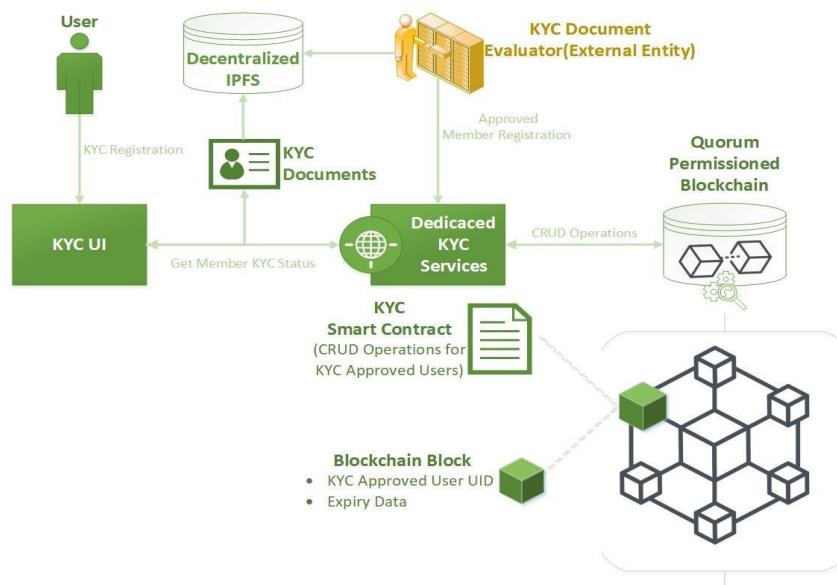 User
Decentralized
IPFS
KYC Document
Evaluator(External Entity)
KYC Registration
KYC
Documents
Approved
Member Registration
Quorum
Permissioned
Blockchain
KYC UI
Get Member KYC Status
Dedicaced
KYC
Services
CRUD Operations
KYC
Smart Contract
(CRUD Operations for
KYC Approved Users)
Blockchain Block
• KYC Approved User UID
• Expiry Data